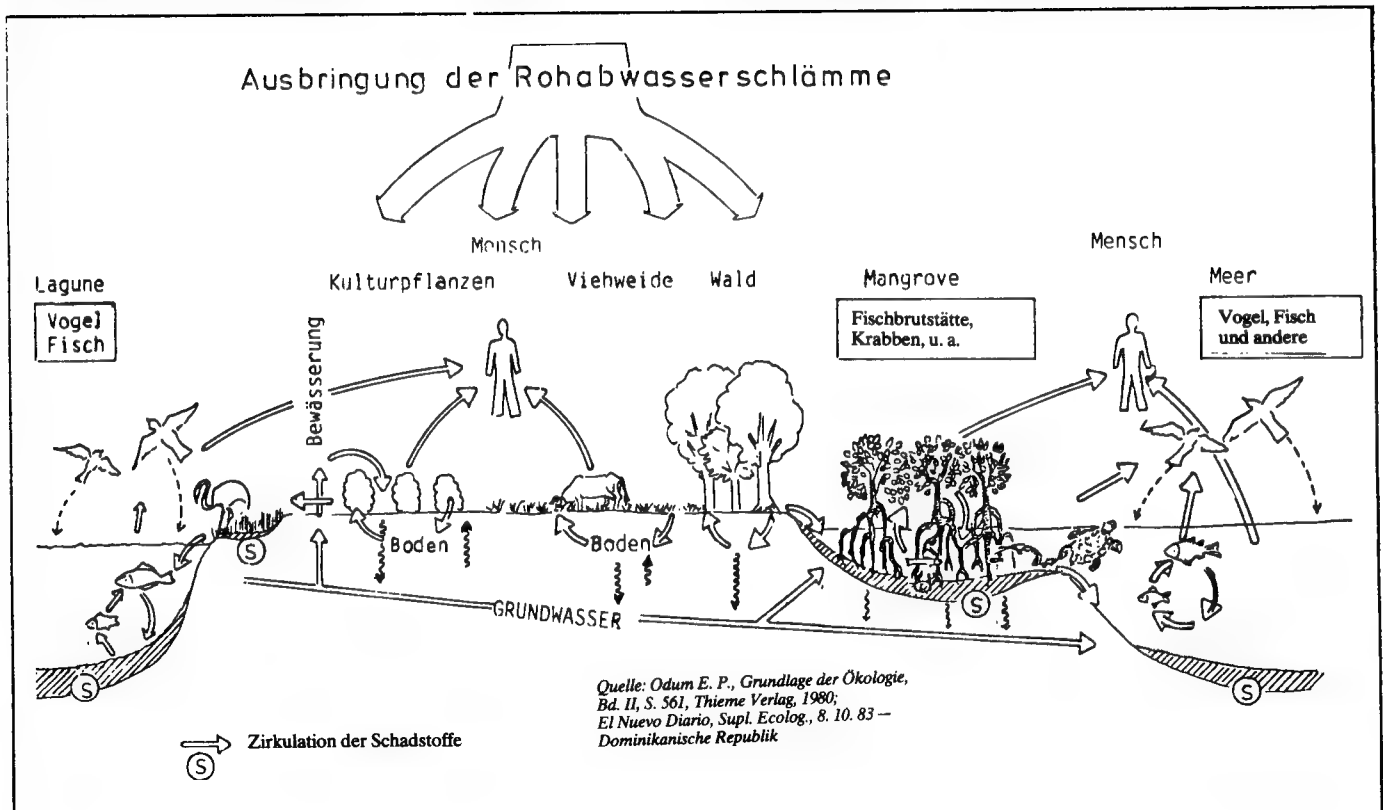 Ausbringung der Rohabwasserschlämme
Mensch
Mensch
Lagune
Kulturpflanzen
Viehweide
Wald
Mangrove
Meer
Vogel
Fisch
Fischbrutstätte,
Krabben, u. a.
Vogel, Fisch
und andere
Bewässerung
Boden
Boden
S
S
S
S
GRUNDWASSER
Quelle: Odum E. P., Grundlage der Ökologie,
Bd. II, S. 561, Thieme Verlag, 1980;
El Nuevo Diario, Supl. Ecolog., 8. 10. 83 —
Dominikanische Republik
Zirkulation der Schadstoffe
S